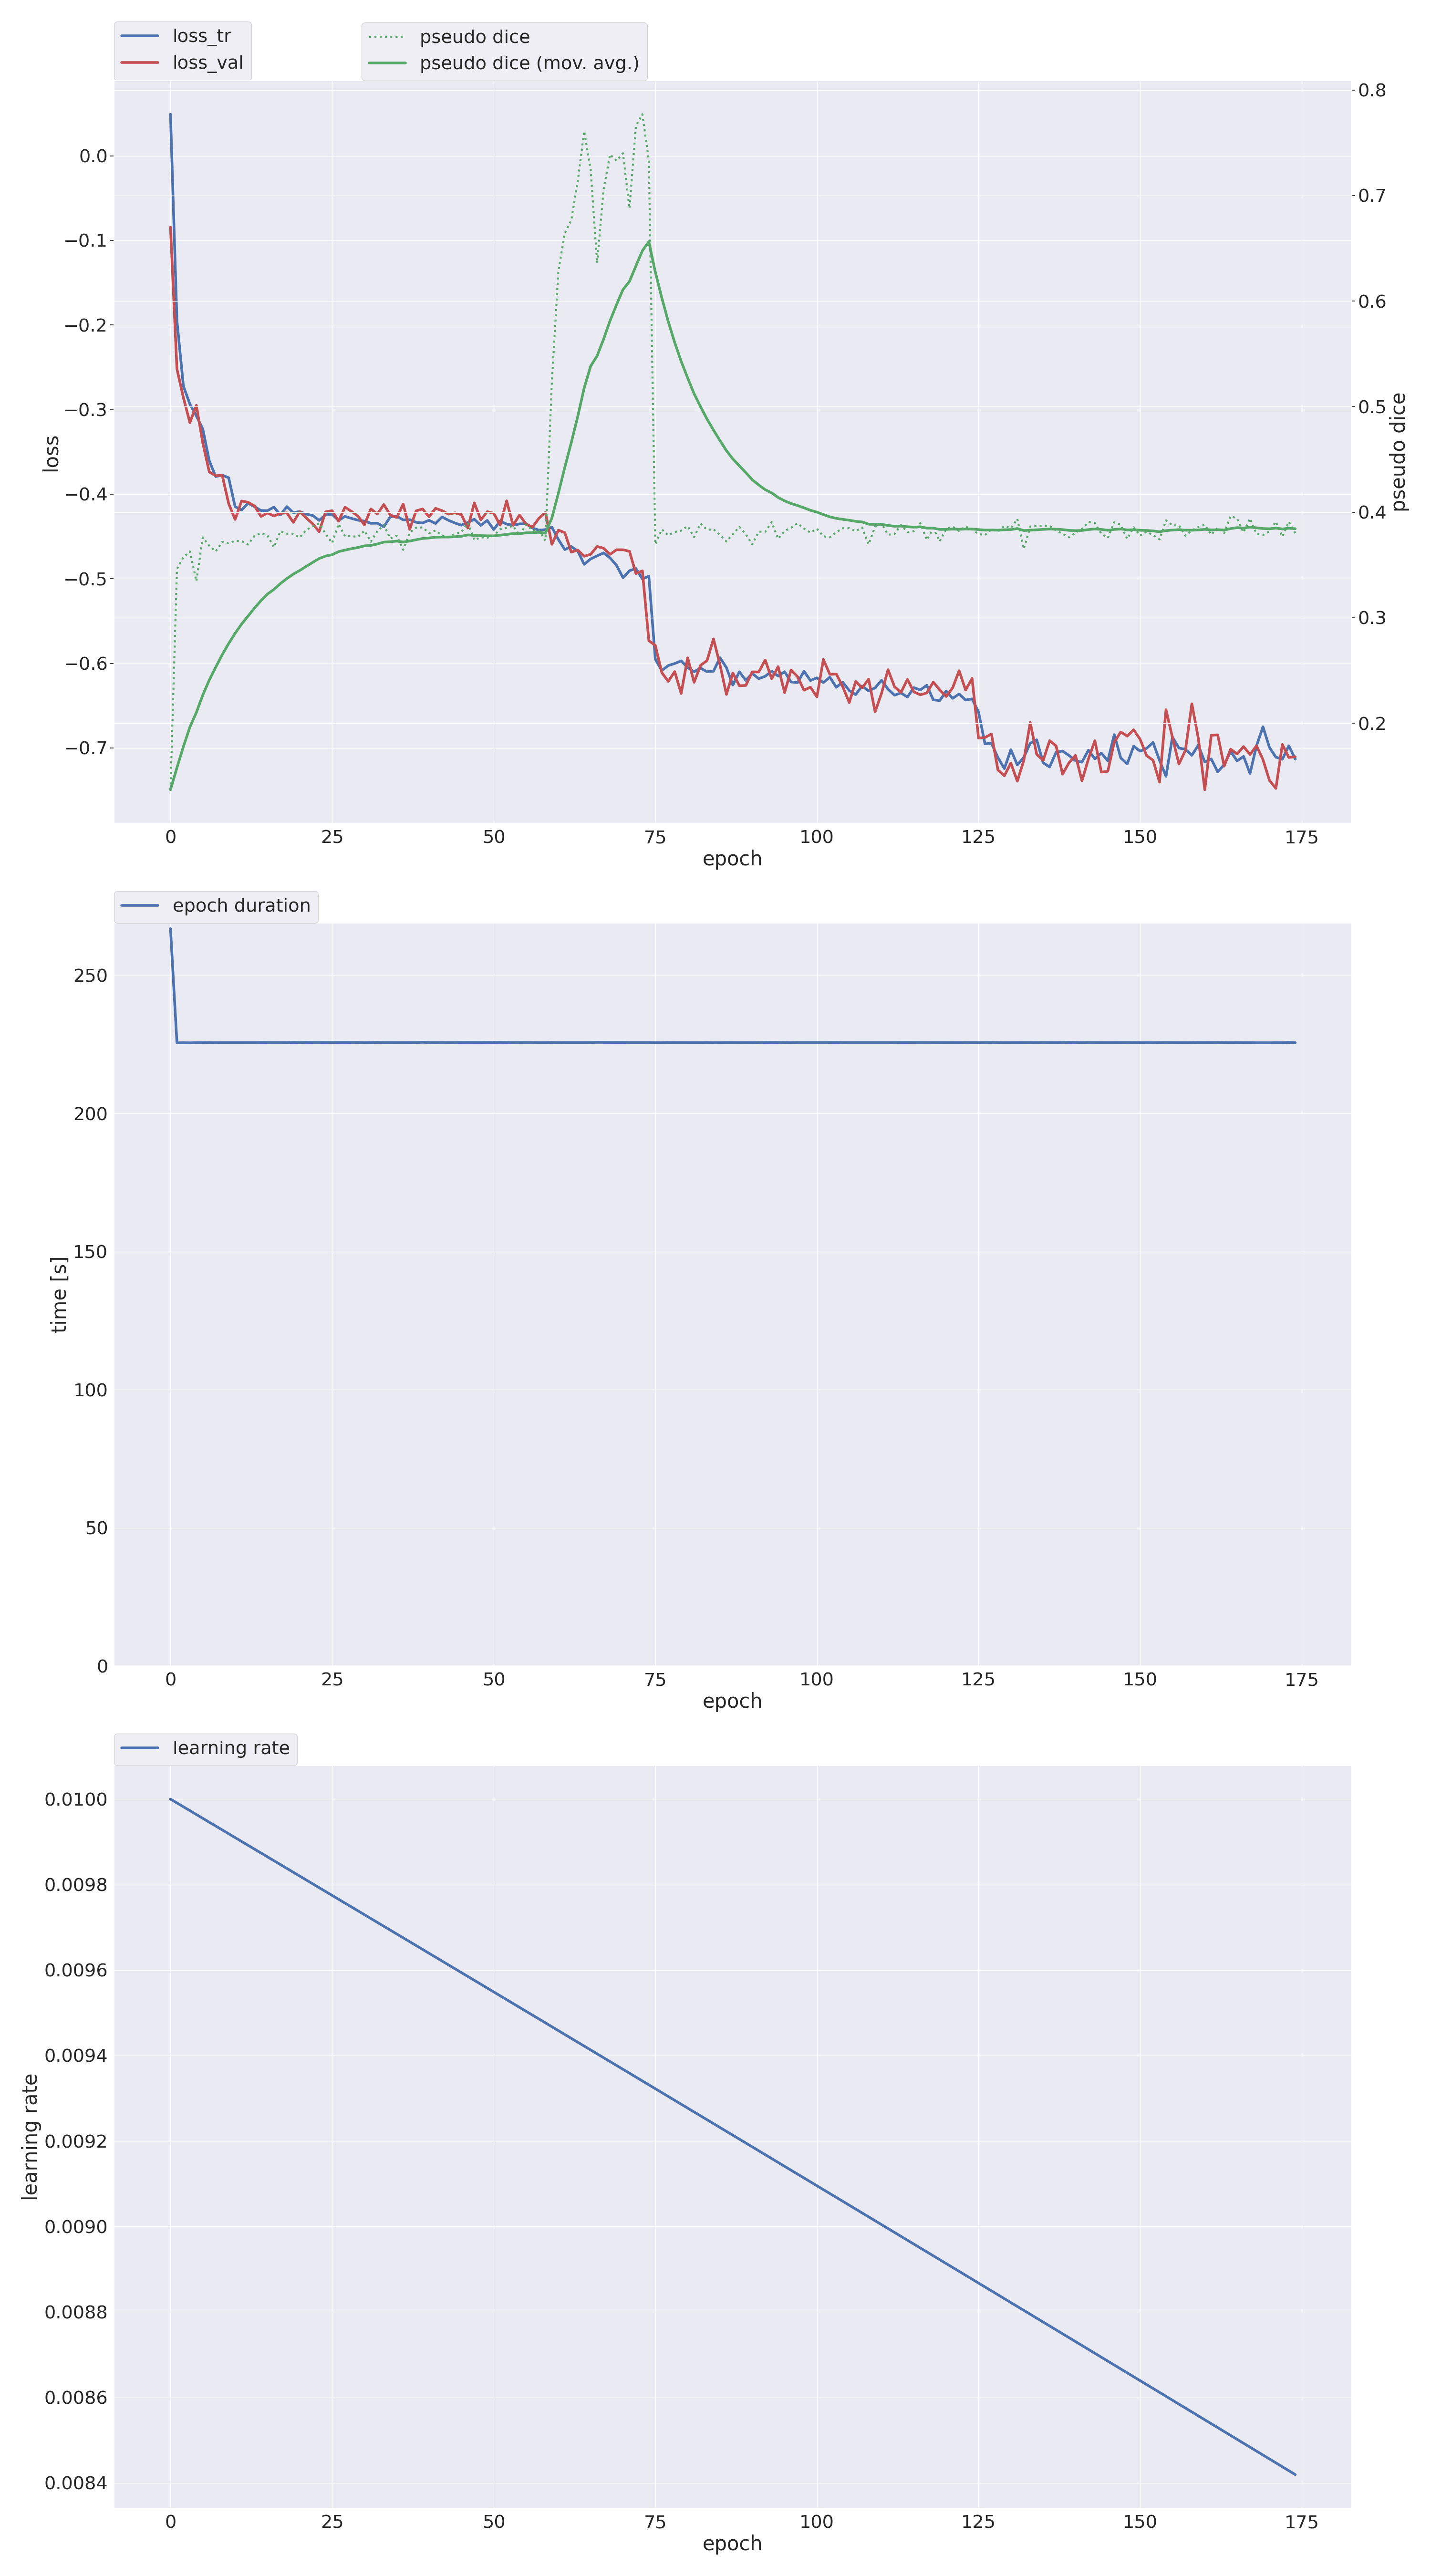 loss_tr
loss_val
pseudo dice
pseudo dice (mov. avg.)
0.8
0.7
0.6
0.5
0.4
0.3
0.2
pseudo dice
0.0
−0.1
−0.2
−0.3
−0.4
−0.5
−0.6
−0.7
loss
0 25 50 75 100 125 150 175
epoch
epoch duration
250
200
150
100
50
0
time [s]
0 25 50 75 100 125 150 175
epoch
learning rate
0.0100
0.0098
0.0096
0.0094
0.0092
0.0090
0.0088
0.0086
0.0084
learning rate
0 25 50 75 100 125 150 175
epoch